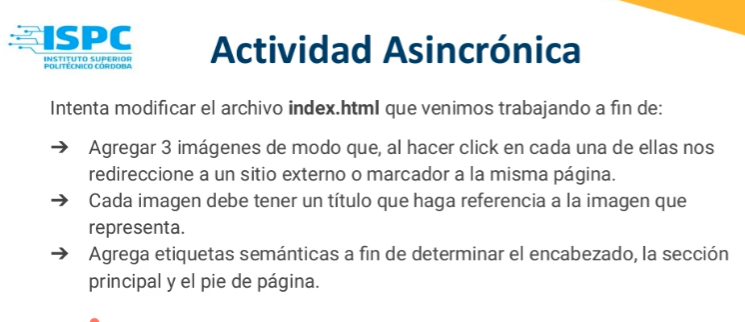 ISPC
INSTITUTO SUPERIOR
POLITÉCNICO CÓRDOBA
Actividad Asincrónica
Intenta modificar el archivo index.html que venimos trabajando a fin de:
→ Agregar 3 imágenes de modo que, al hacer click en cada una de ellas nos
redireccione a un sitio externo o marcador a la misma página.
→ Cada imagen debe tener un título que haga referencia a la imagen que
representa.
→ Agrega etiquetas semánticas a fin de determinar el encabezado, la sección
principal y el pie de página.